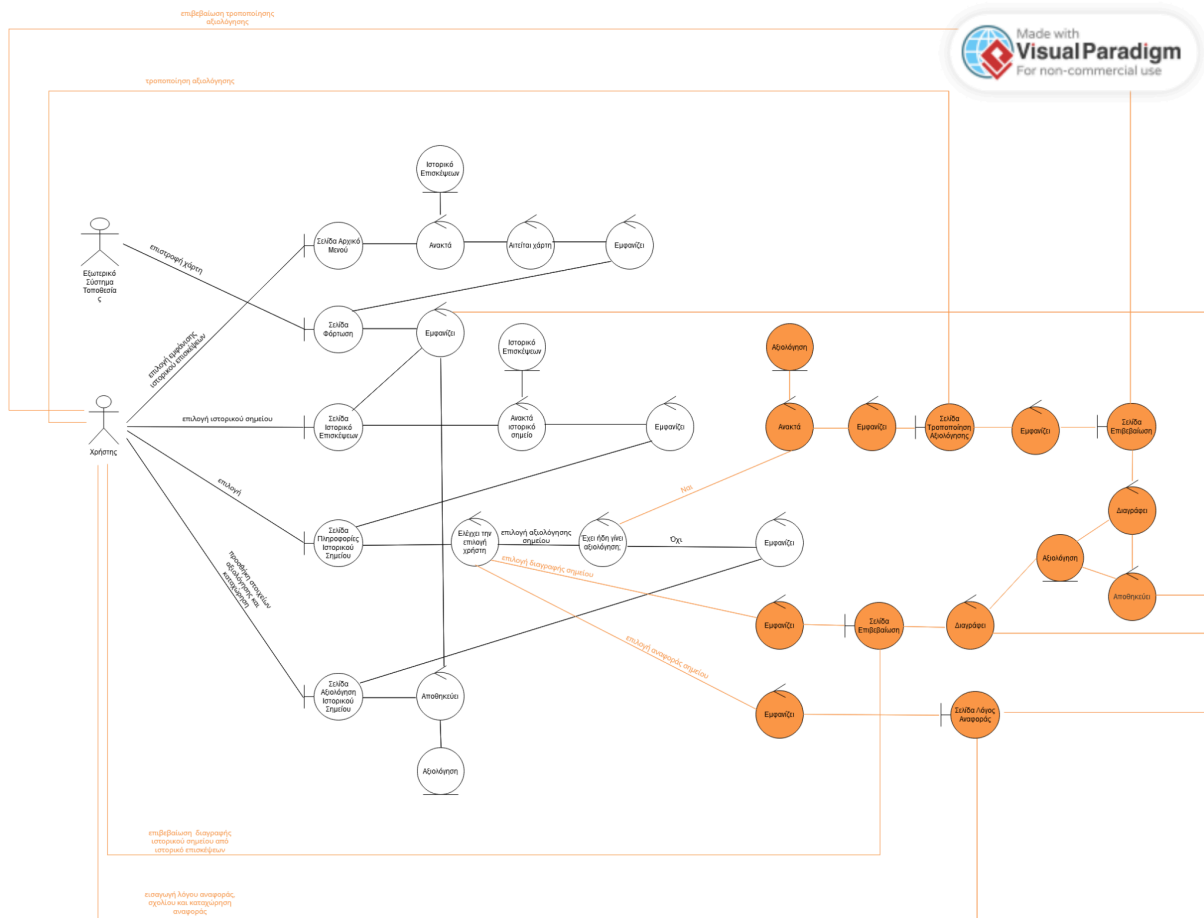 επιβεβαίωση τροποποίησης
αξιολόγησης
Made with
Visual Paradigm
For non-commercial use
τροποποίηση αξιολόγησης
Ιστορικό
Επισκέψεων
Εξωτερικό
Σύστημα
Τοποθεσία
ς
επιστροφή χάρτη
Σελίδα Αρχικό
Μενού
Ανακτά
Αιτείται χάρτη
Εμφανίζει
Σελίδα
Φόρτωση
Εμφανίζει
επιλογή εμφάνισης
ιστορικού επισκέψεων
Ιστορικό
Επισκέψεων
Αξιολόγηση
Χρήστης
επιλογή ιστορικού σημείου
Σελίδα
Ιστορικό
Επισκέψεων
Ανακτά
ιστορικό
σημείο
Εμφανίζει
Ανακτά
Εμφανίζει
Σελίδα
Τροποποίηση
Αξιολόγησης
Εμφανίζει
Σελίδα
Επιβεβαίωση
επιλογή
Ναι
Σελίδα
Πληροφορίες
Ιστορικού
Σημείου
Ελέγχει την
επιλογή
χρήστη
επιλογή αξιολόγησης
σημείου
Έχει ήδη γίνει
αξιολόγηση;
Όχι
Εμφανίζει
Διαγράφει
Αξιολόγηση
Αποθηκεύει
επιλογή διαγραφής σημείου
προσθήκη στοιχείων
αξιολόγησης και
καταχώρηση
Εμφανίζει
Σελίδα
Επιβεβαίωση
Διαγράφει
επιλογή αναφοράς σημείου
Σελίδα
Αξιολόγηση
Ιστορικού
Σημείου
Αποθηκεύει
Εμφανίζει
Σελίδα Λόγος
Αναφοράς
Αξιολόγηση
επιβεβαίωση διαγραφής
ιστορικού σημείου από
ιστορικό επισκέψεων
εισαγωγή λόγου αναφοράς,
σχολίου και καταχώρηση
αναφοράς